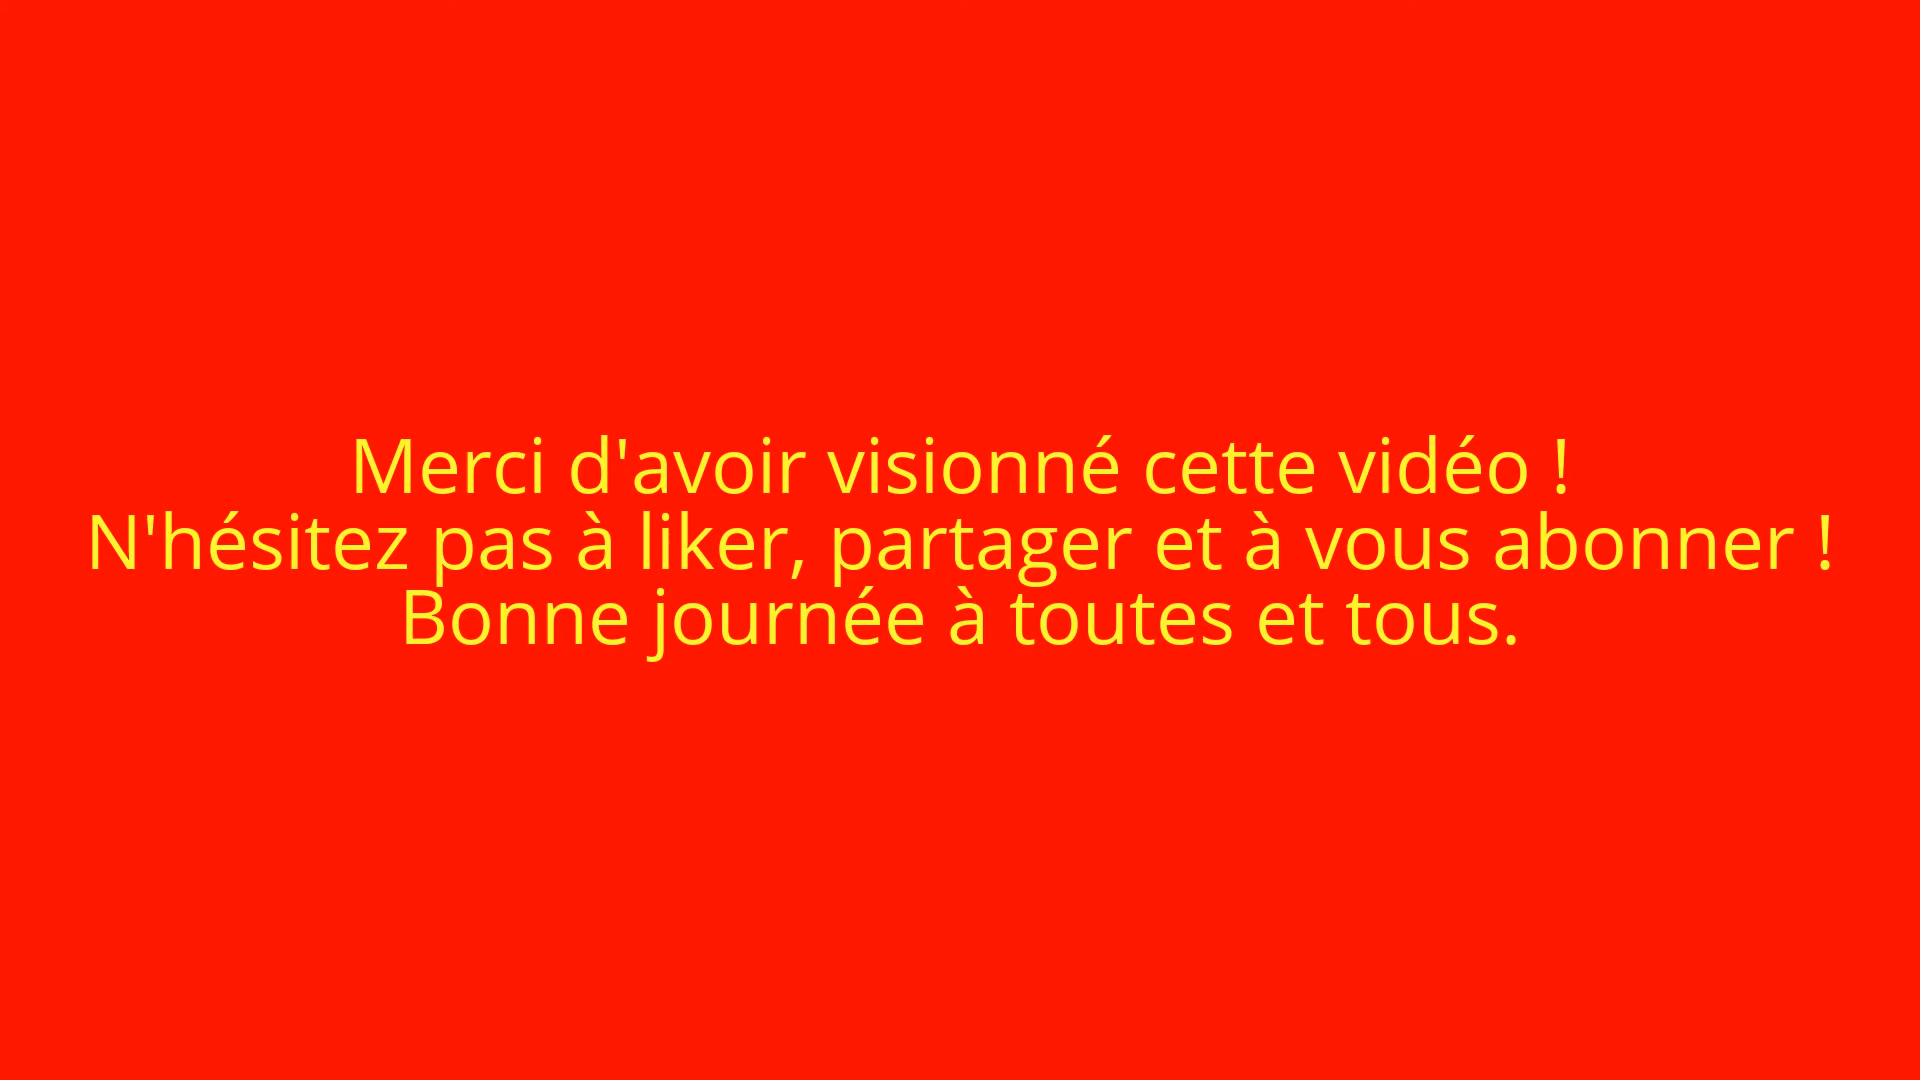 Merci d'avoir visionné cette vidéo !
N'hésitez pas à liker, partager et à vous abonner !
Bonne journée à toutes et tous.